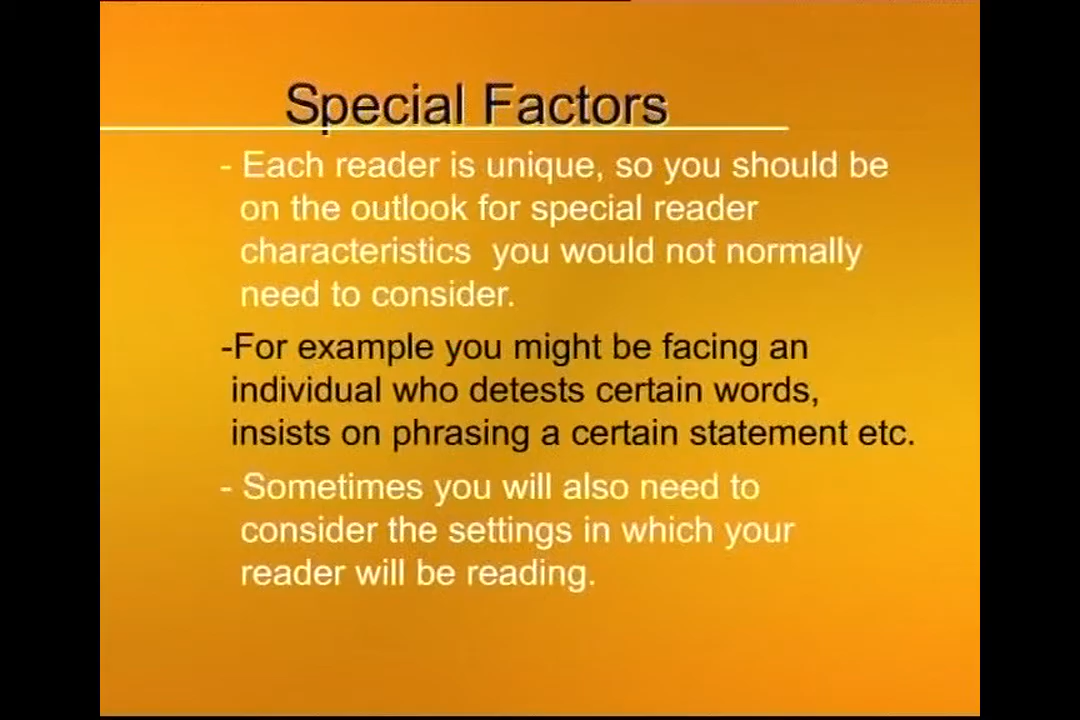 Special Factors
- Each reader is unique, so you should be
on the outlook for special reader
characteristics  you would not normally
need to consider.
-For example you might be facing an
individual who detests certain words,
insists on phrasing a certain statement etc.
- Sometimes you will also need to
consider the settings in which your
reader will be reading.